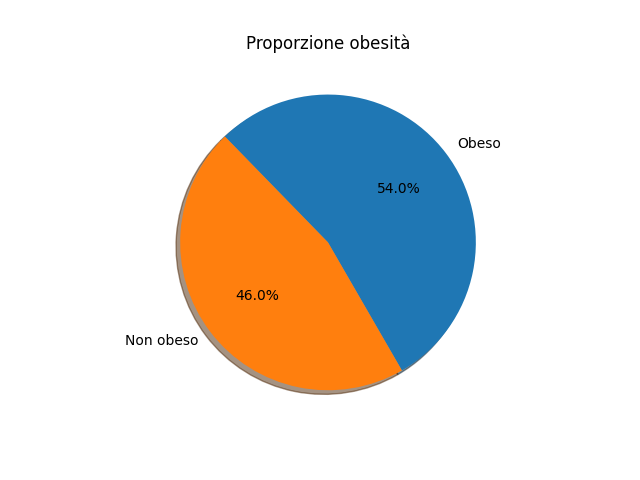 Proporzione obesità
Obeso
54.0%
46.0%
Non obeso